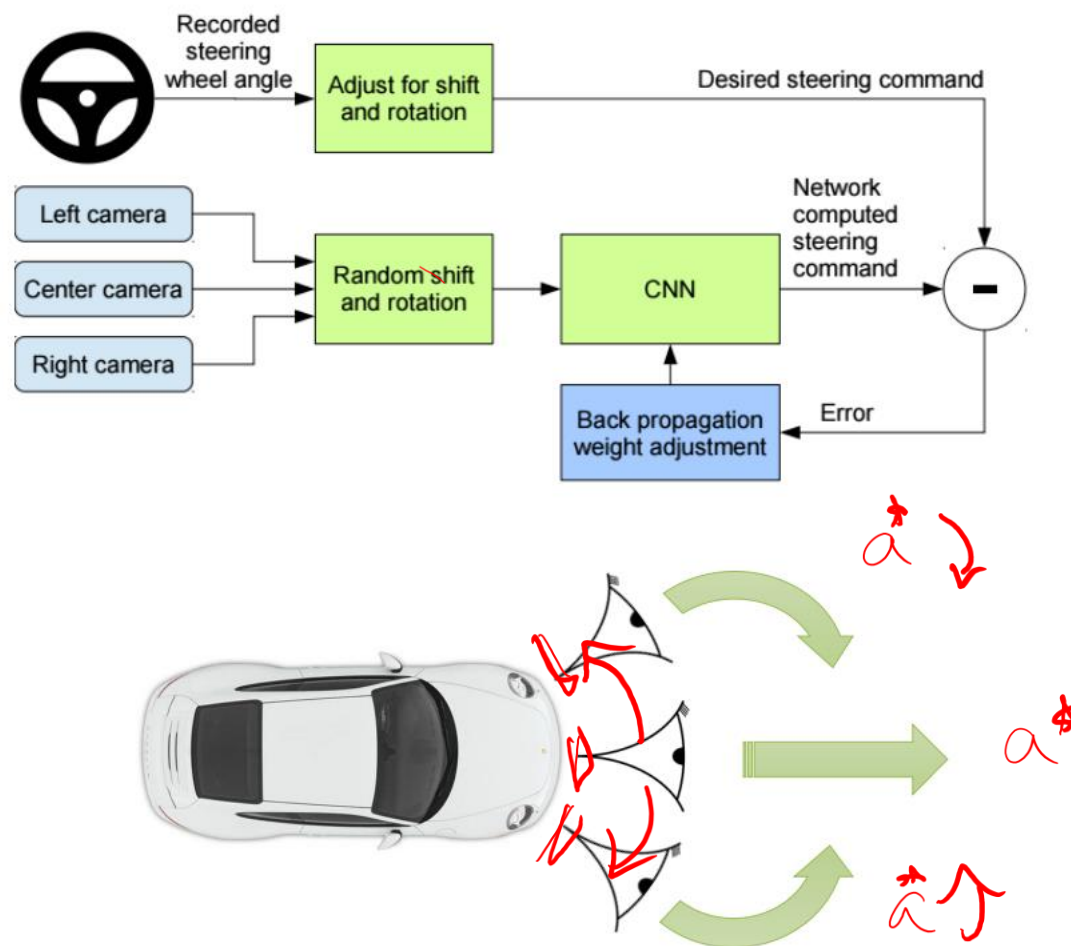 Recorded
steering
wheel angle
Adjust for shift
and rotation
Desired steering command
Left camera
Center camera
Right camera
Random shift
and rotation
CNN
Network
computed
steering
command
-
Back propagation
weight adjustment
Error
a*
a*
a*